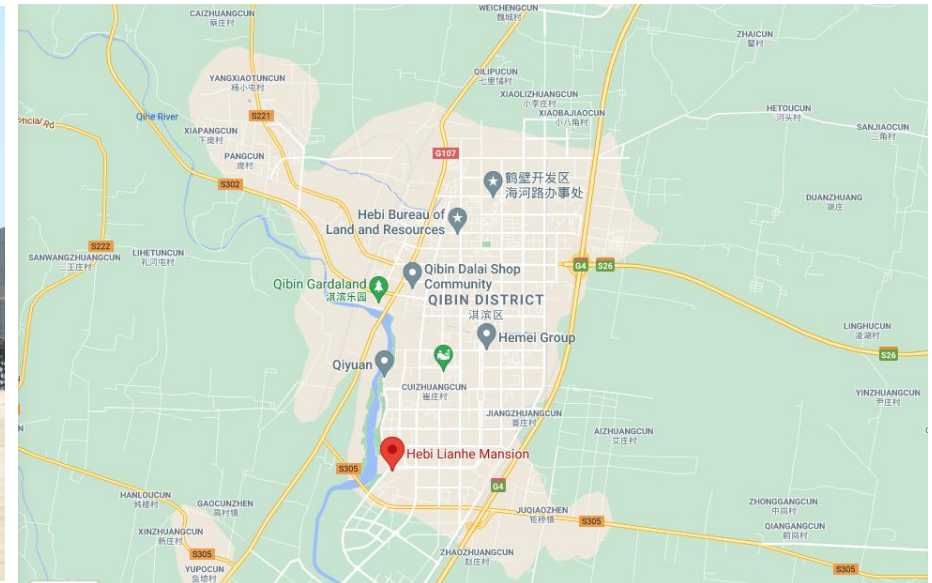 CAIZHUANGCUN
蔡庄村
WEICHENGCUN
魏城村
ZHAICUN
翟村
YANGXIAOTUNCUN
杨小屯村
QILIPUCUN
七里铺村
XIAOLIZHUANGCUN
小李庄村
XIAOBAJIAOCUN
小八角村
HETOUCUN
河头村
Qihe River
S221
XIAPANGCUN
下庞村
SANJIAOCUN
三角村
PANGCUN
庞村
G107
S302
鹤壁开发区
海河路办事处
DUANZHUANG
Hebi Bureau of
Land and Resources
S222
SANWANGZHUANGCUN
三王庄村
LIHETUNCUN
礼河屯村
G4
S26
Qibin Dalai Shop
Community
Qibin Gardaland
淇滨乐园
QIBIN DISTRICT
淇滨区
Hemei Group
LINGHUCUN
凌湖村
S26
Qiyuan
CUIZHUANGCUN
崔庄村
YINZHUANGCUN
尹庄村
JIANGZHUANGCUN
姜庄村
AIZHUANGCUN
艾庄村
Hebi Lianhe Mansion
S305
G4
HANLOUCUN
韩楼村
GAOCUNZHEN
高村镇
JUQIAOZHEN
钜桥镇
S305
ZHONGGANGCUN
中岗村
QIANGANGCUN
前岗村
XINZHUANGCUN
新庄村
S305
ZHAOZHUANGCUN
赵庄村
S305
YUPOCUN
鱼坡村